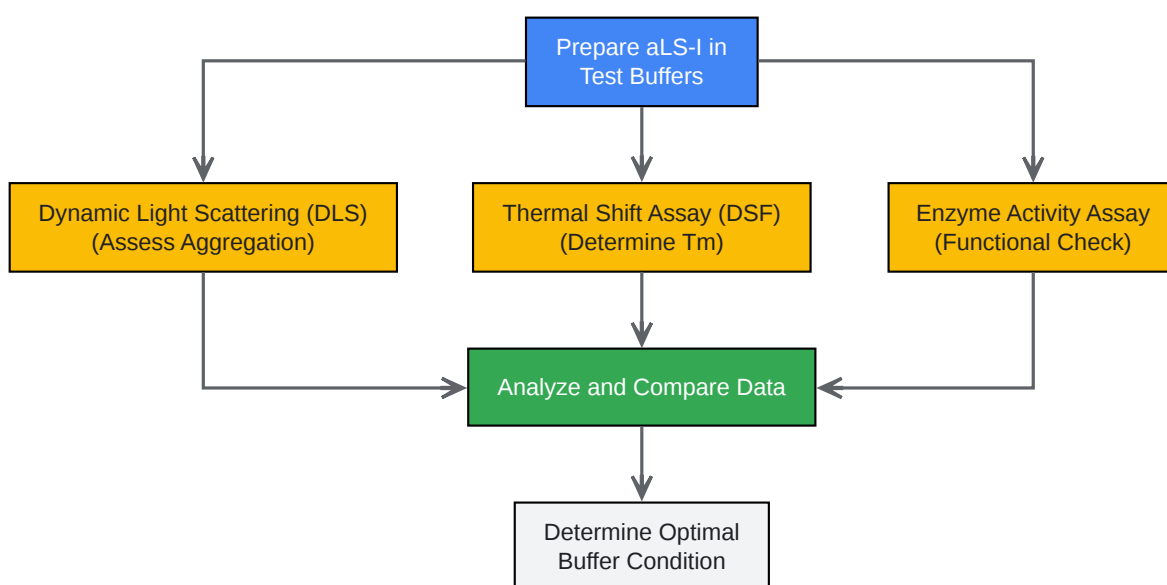 Prepare aLS-I in
Test Buffers
Dynamic Light Scattering (DLS)
(Assess Aggregation)
Thermal Shift Assay (DSF)
(Determine Tm)
Enzyme Activity Assay
(Functional Check)
Analyze and Compare Data
Determine Optimal
Buffer Condition